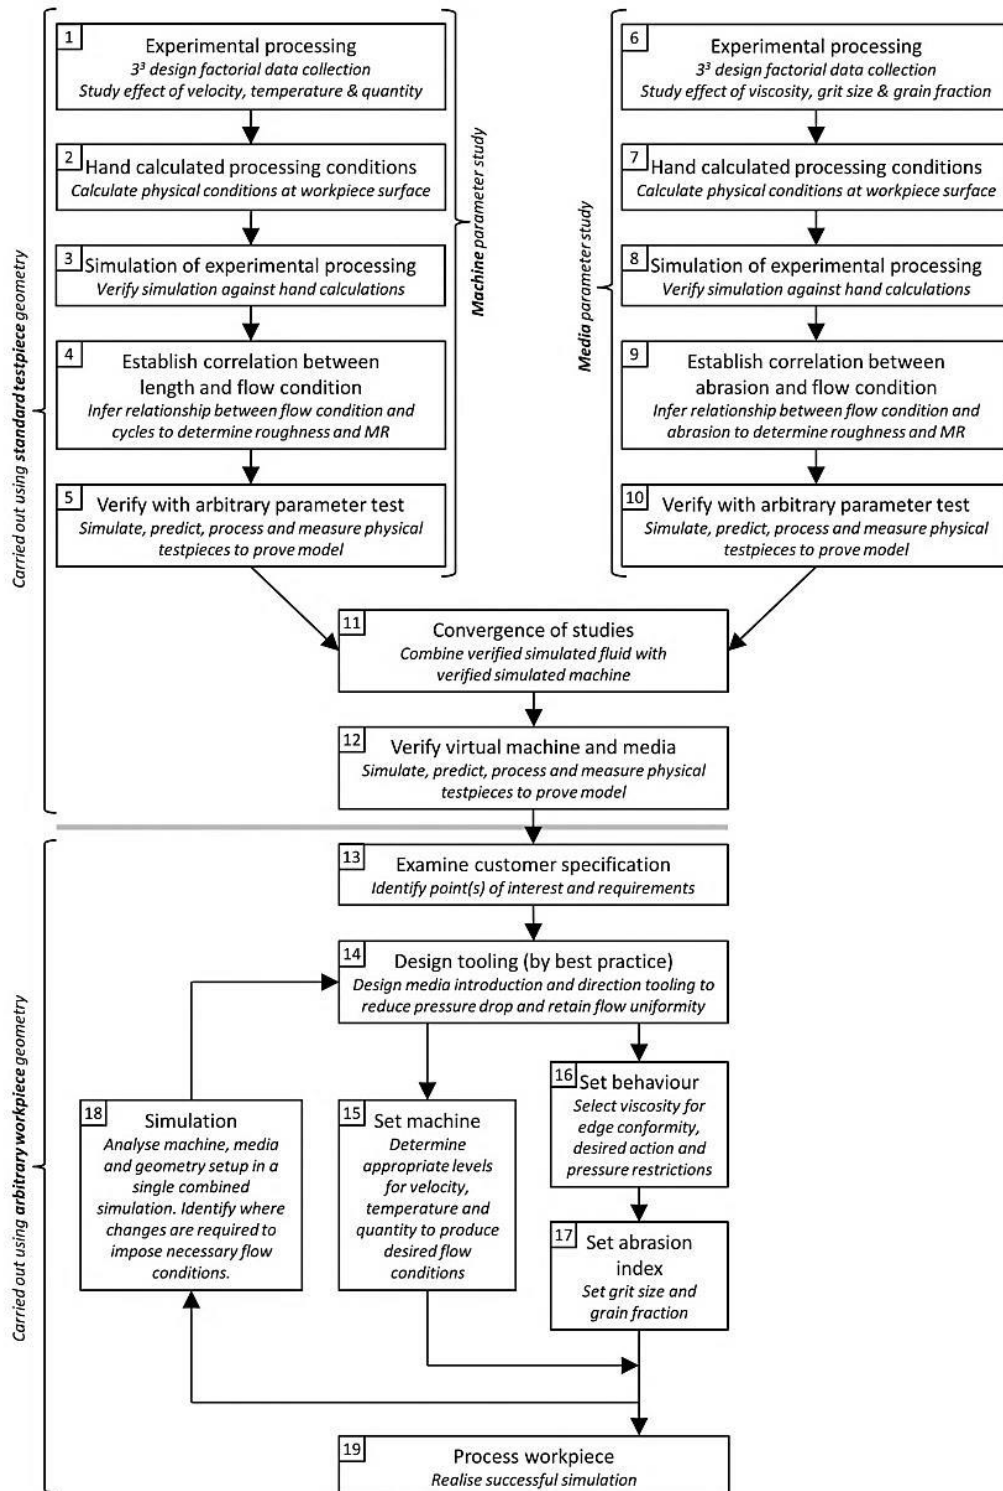 1
Experimental processing
3³ design factorial data collection
Study effect of velocity, temperature & quantity
2
Hand calculated processing conditions
Calculate physical conditions at workpiece surface
3
Simulation of experimental processing
Verify simulation against hand calculations
4
Establish correlation between
length and flow condition
Infer relationship between flow condition and
cycles to determine roughness and MR
5
Verify with arbitrary parameter test
Simulate, predict, process and measure physical
testpieces to prove model
Machine parameter study
6
Experimental processing
3³ design factorial data collection
Study effect of viscosity, grit size & grain fraction
7
Hand calculated processing conditions
Calculate physical conditions at workpiece surface
8
Simulation of experimental processing
Verify simulation against hand calculations
9
Establish correlation between
abrasion and flow condition
Infer relationship between flow condition and
abrasion to determine roughness and MR
10
Verify with arbitrary parameter test
Simulate, predict, process and measure physical
testpieces to prove model
Media parameter study
11
Convergence of studies
Combine verified simulated fluid with
verified simulated machine
12
Verify virtual machine and media
Simulate, predict, process and measure physical
testpieces to prove model
Carried out using standard testpiece geometry
13
Examine customer specification
Identify point(s) of interest and requirements
14
Design tooling (by best practice)
Design media introduction and direction tooling to
reduce pressure drop and retain flow uniformity
15
Set machine
Determine
appropriate levels
for velocity,
temperature and
quantity to produce
desired flow
conditions
16
Set behaviour
Select viscosity for
edge conformity,
desired action and
pressure restrictions
17
Set abrasion
index
Set grit size and
grain fraction
18
Simulation
Analyse machine, media
and geometry setup in a
single combined
simulation. Identify where
changes are required to
impose necessary flow
conditions.
19
Process workpiece
Realise successful simulation
Carried out using arbitrary workpiece geometry